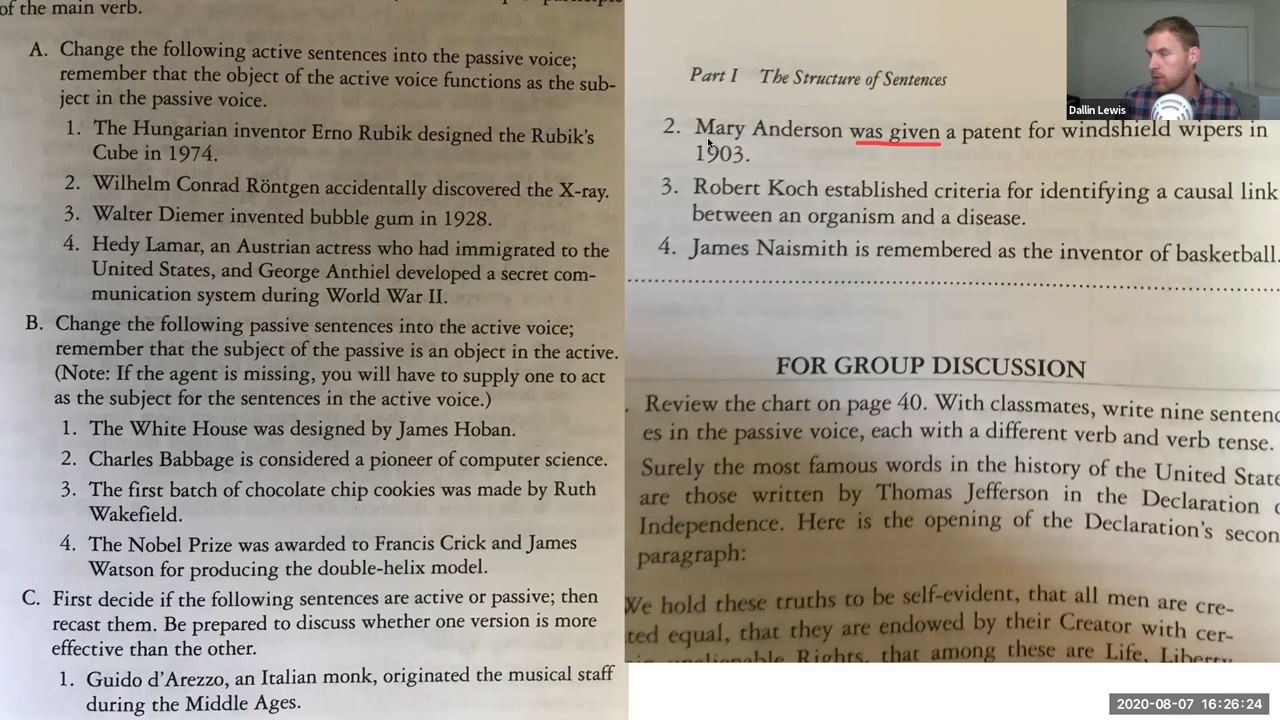 of the main verb.
A. Change the following active sentences into the passive voice;
remember that the object of the active voice functions as the sub-
ject in the passive voice.
1. The Hungarian inventor Erno Rubik designed the Rubik's
Cube in 1974.
2. Wilhelm Conrad Röntgen accidentally discovered the X-ray.
3. Walter Diemer invented bubble gum in 1928.
4. Hedy Lamar, an Austrian actress who had immigrated to the
United States, and George Anthiel developed a secret com-
munication system during World War II.
B. Change the following passive sentences into the active voice;
remember that the subject of the passive is an object in the active.
(Note: If the agent is missing, you will have to supply one to act
as the subject for the sentences in the active voice.)
1. The White House was designed by James Hoban.
2. Charles Babbage is considered a pioneer of computer science.
3. The first batch of chocolate chip cookies was made by Ruth
Wakefield.
4. The Nobel Prize was awarded to Francis Crick and James
Watson for producing the double-helix model.
C. First decide if the following sentences are active or passive; then
recast them. Be prepared to discuss whether one version is more
effective than the other.
1. Guido d'Arezzo, an Italian monk, originated the musical staff
during the Middle Ages.
Part I The Structure of Sentences
2. Mary Anderson was given a patent for windshield wipers in
1903.
3. Robert Koch established criteria for identifying a causal link
between an organism and a disease.
4. James Naismith is remembered as the inventor of basketball.
FOR GROUP DISCUSSION
Review the chart on page 40. With classmates, write nine sentenc
es in the passive voice, each with a different verb and verb tense.
Surely the most famous words in the history of the United State
are those written by Thomas Jefferson in the Declaration
Independence. Here is the opening of the Declaration's secon
paragraph:
We hold these truths to be self-evident, that all men are cre-
ted equal, that they are endowed by their Creator with cer-
Rights, that among these are Life, Liberty
Dallin Lewis
2020-08-07 16:26:24